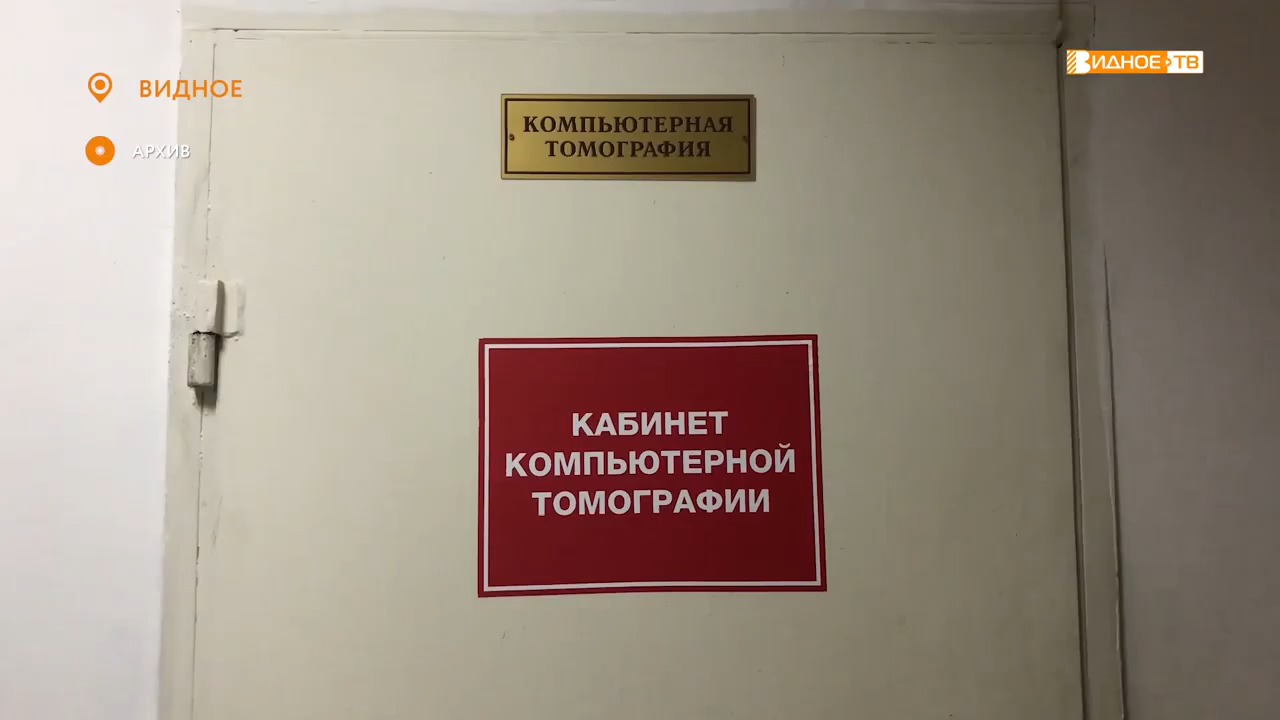 ВИДНОЕ
АРХИВ
ВИДНОЕ ТВ
КОМПЬЮТЕРНАЯ
ТОМОГРАФИЯ
КАБИНЕТ
КОМПЬЮТЕРНОЙ
ТОМОГРАФИИ